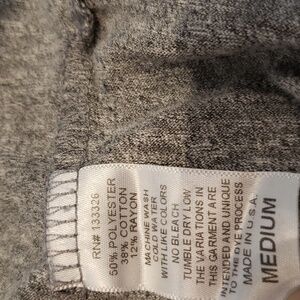 RN# 133326
50% POLYESTER
38% COTTON
12% RAYON
MACHINE WASH
COLD WATER
WITH LIKE COLORS
NO BLEACH
TUMBLE DRY LOW
THE VARIATIONS IN
THIS GARMENT ARE
INTENDED AND UNIQUE
TO THE DYE PROCESS
MADE IN U.S.A.
MEDIUM